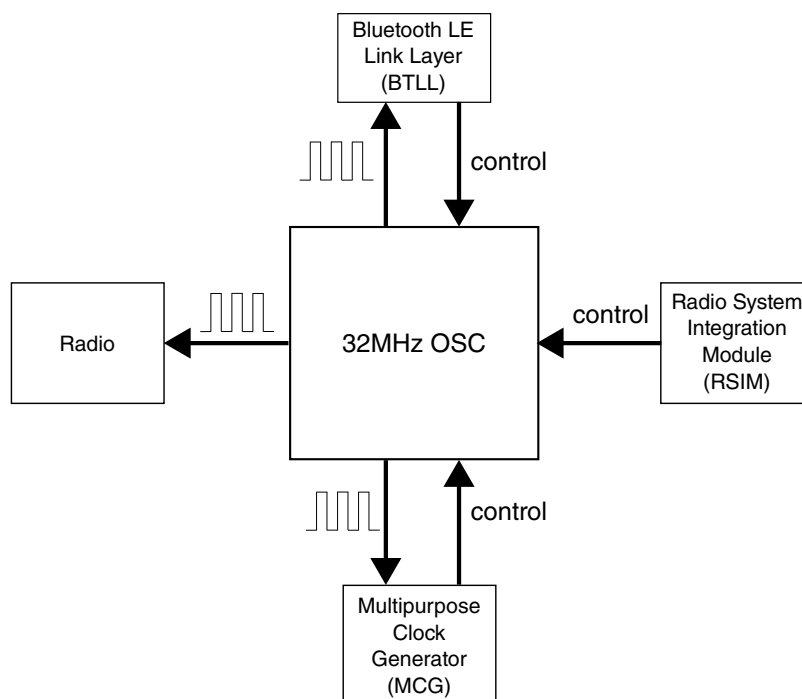 Bluetooth LE
Link Layer
(BTLL)
control
Radio
32MHz OSC
control
Radio System
Integration
Module
(RSIM)
control
Multipurpose
Clock
Generator
(MCG)